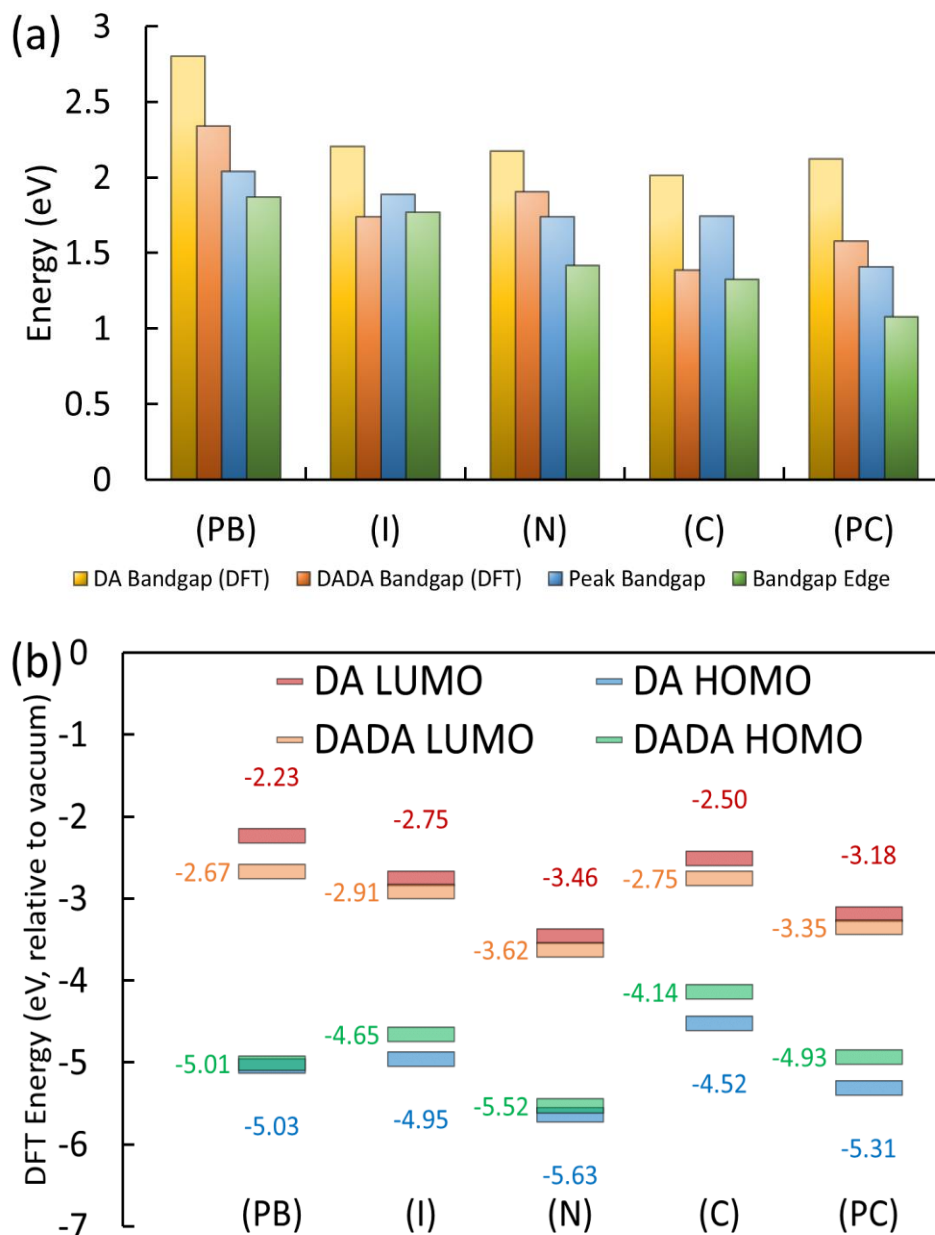 (a)
Energy (eV)
3
2.5
2
1.5
1
0.5
0
(PB) (I) (N) (C) (PC)
DA Bandgap (DFT) DADA Bandgap (DFT) Peak Bandgap Bandgap Edge
(b)
DFT Energy (eV, relative to vacuum)
0
-1
-2
-3
-4
-5
-6
-7
DA LUMO DA HOMO
DADA LUMO DADA HOMO
-2.23 -2.75 -3.46 -2.50 -3.18
-2.67 -2.91 -3.62 -2.75 -3.35
-5.01 -4.65 -5.52 -4.14 -4.93
-5.03 -4.95 -5.63 -4.52 -5.31
(PB) (I) (N) (C) (PC)